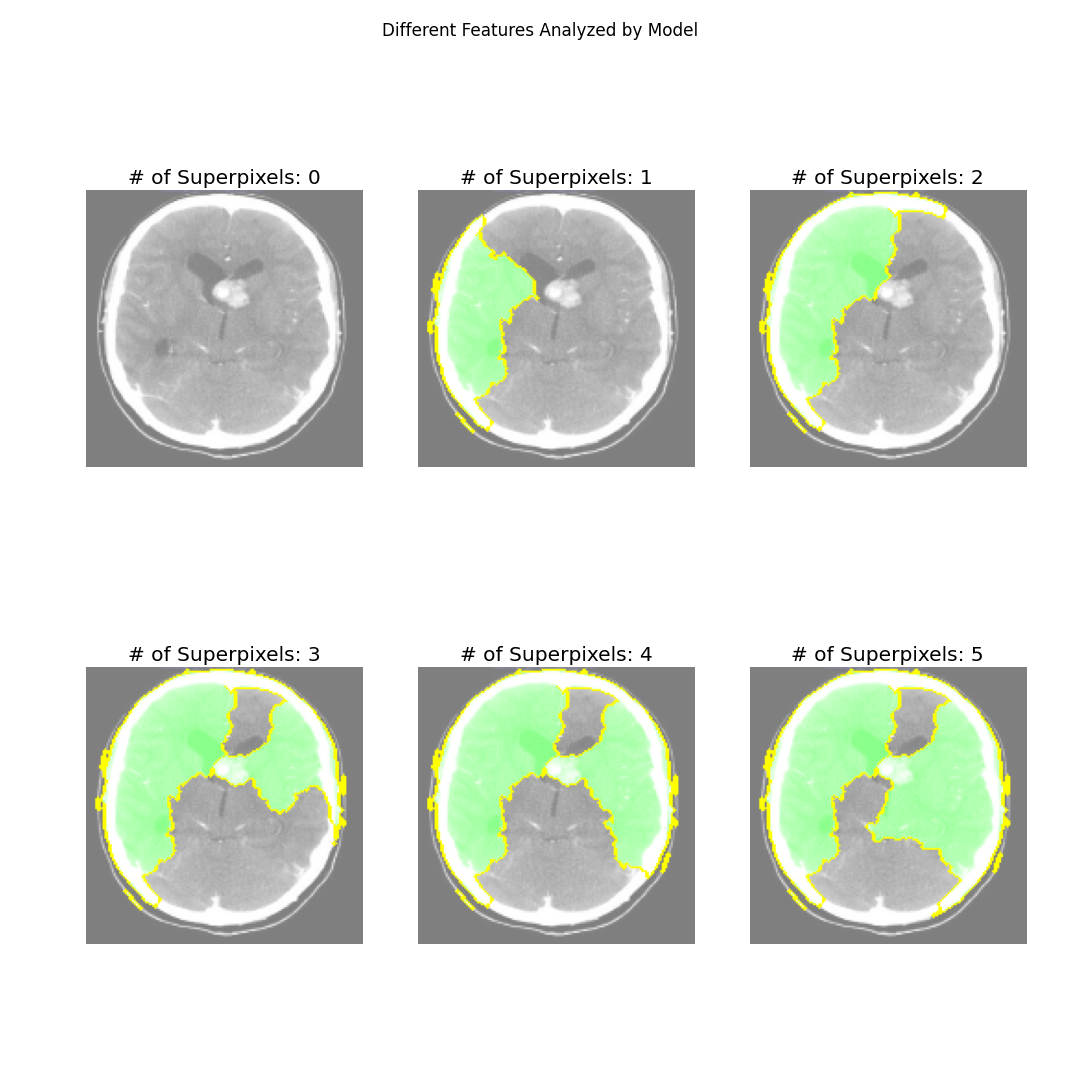 Different Features Analyzed by Model
# of Superpixels: 0
# of Superpixels: 1
# of Superpixels: 2
# of Superpixels: 3
# of Superpixels: 4
# of Superpixels: 5